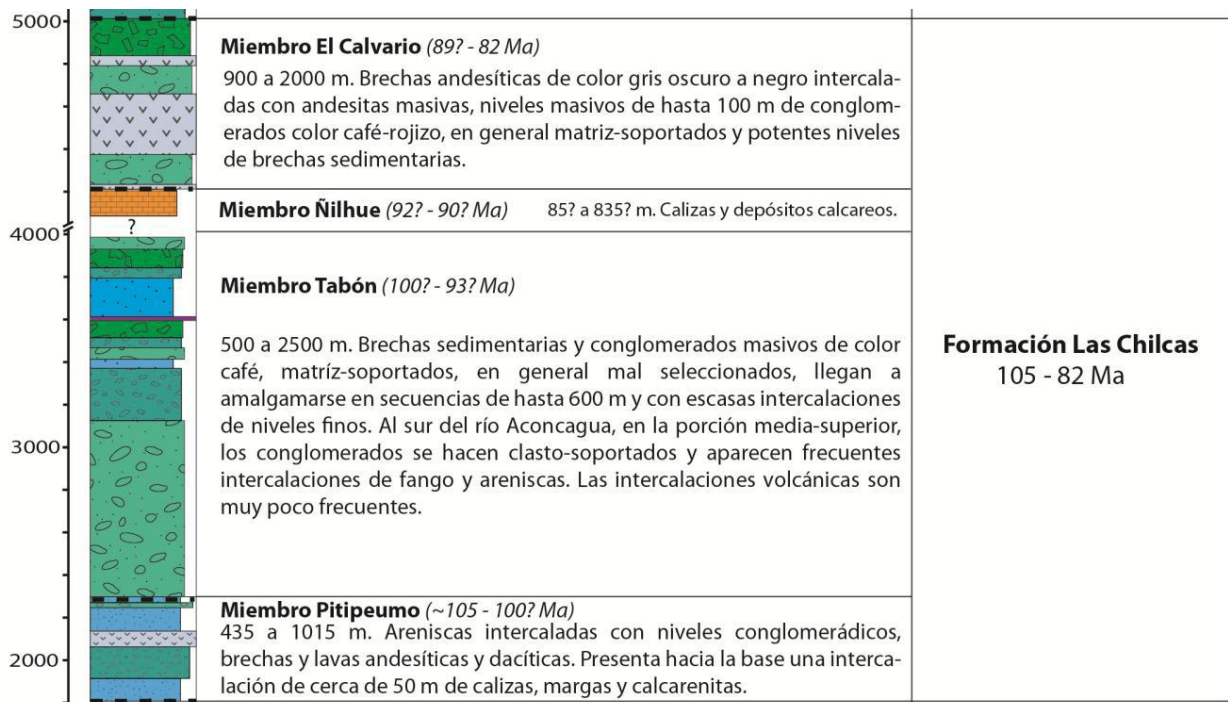 5000
Miembro El Calvario (89? - 82 Ma)
900 a 2000 m. Brechas andesíticas de color gris oscuro a negro intercala-
das con andesitas masivas, niveles masivos de hasta 100 m de conglom-
erados color café-rojizo, en general matriz-soportados y potentes niveles
de brechas sedimentarias.
Miembro Ñilhue (92? - 90? Ma) 85? a 835? m. Calizas y depósitos calcareos.
?
4000
Miembro Tabón (100? - 93? Ma)
500 a 2500 m. Brechas sedimentarias y conglomerados masivos de color
café, matríz-soportados, en general mal seleccionados, llegan a
amalgamarse en secuencias de hasta 600 m y con escasas intercalaciones
de niveles finos. Al sur del río Aconcagua, en la porción media-superior,
los conglomerados se hacen clasto-soportados y aparecen frecuentes
intercalaciones de fango y areniscas. Las intercalaciones volcánicas son
muy poco frecuentes.
Formación Las Chilcas
105 - 82 Ma
3000
Miembro Pitipeumo (~105 - 100? Ma)
435 a 1015 m. Areniscas intercaladas con niveles conglomerádicos,
brechas y lavas andesíticas y dacíticas. Presenta hacia la base una interca-
lación de cerca de 50 m de calizas, margas y calcarenitas.
2000